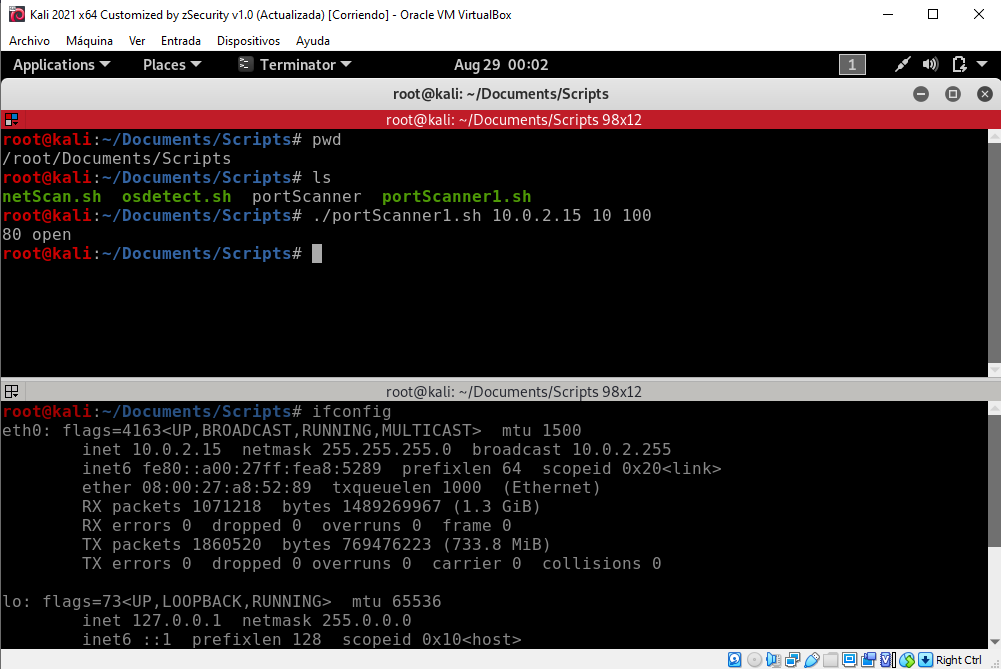 Kali 2021 x64 Customized by zSecurity v1.0 (Actualizada) [Corriendo] - Oracle VM VirtualBox
Archivo Máquina Ver Entrada Dispositivos Ayuda
Applications Places Terminator Aug 29 00:02 1
root@kali: ~/Documents/Scripts
root@kali: ~/Documents/Scripts 98x12
root@kali:~/Documents/Scripts# pwd
/root/Documents/Scripts
root@kali:~/Documents/Scripts# ls
netScan.sh osdetect.sh portScanner portScanner1.sh
root@kali:~/Documents/Scripts# ./portScanner1.sh 10.0.2.15 10 100
80 open
root@kali:~/Documents/Scripts#
root@kali: ~/Documents/Scripts 98x12
root@kali:~/Documents/Scripts# ifconfig
eth0: flags=4163<UP,BROADCAST,RUNNING,MULTICAST> mtu 1500
inet 10.0.2.15 netmask 255.255.255.0 broadcast 10.0.2.255
inet6 fe80::a00:27ff:fea8:5289 prefixlen 64 scopeid 0x20<link>
ether 08:00:27:a8:52:89 txqueuelen 1000 (Ethernet)
RX packets 1071218 bytes 1489269967 (1.3 GiB)
RX errors 0 dropped 0 overruns 0 frame 0
TX packets 1860520 bytes 769476223 (733.8 MiB)
TX errors 0 dropped 0 overruns 0 carrier 0 collisions 0
lo: flags=73<UP,LOOPBACK,RUNNING> mtu 65536
inet 127.0.0.1 netmask 255.0.0.0
inet6 ::1 prefixlen 128 scopeid 0x10<host>
Right Ctrl